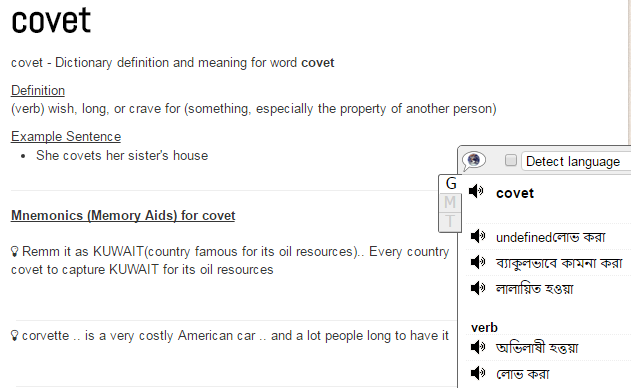 covet
covet - Dictionary definition and meaning for word covet
Definition
(verb) wish, long, or crave for (something, especially the property of another person)
Example Sentence
She covets her sister's house
Mnemonics (Memory Aids) for covet
Remm it as KUWAIT(country famous for its oil resources).. Every country
covet to capture KUWAIT for its oil resources
corvette .. is a very costly American car .. and a lot people long to have it
Detect language
G
M
T
covet
undefinedলোভ করা
ব্যাকুলভাবে কামনা করা
লালায়িত হওয়া
verb
অভিলাষী হত্তয়া
লোভ করা